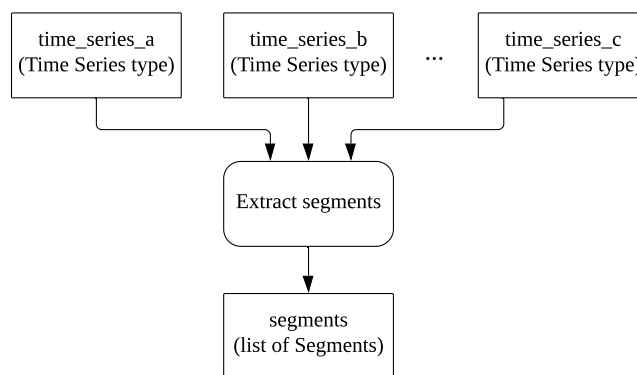 time_series_a
(Time Series type)
time_series_b
(Time Series type)
...
time_series_c
(Time Series type)
Extract segments
segments
(list of Segments)